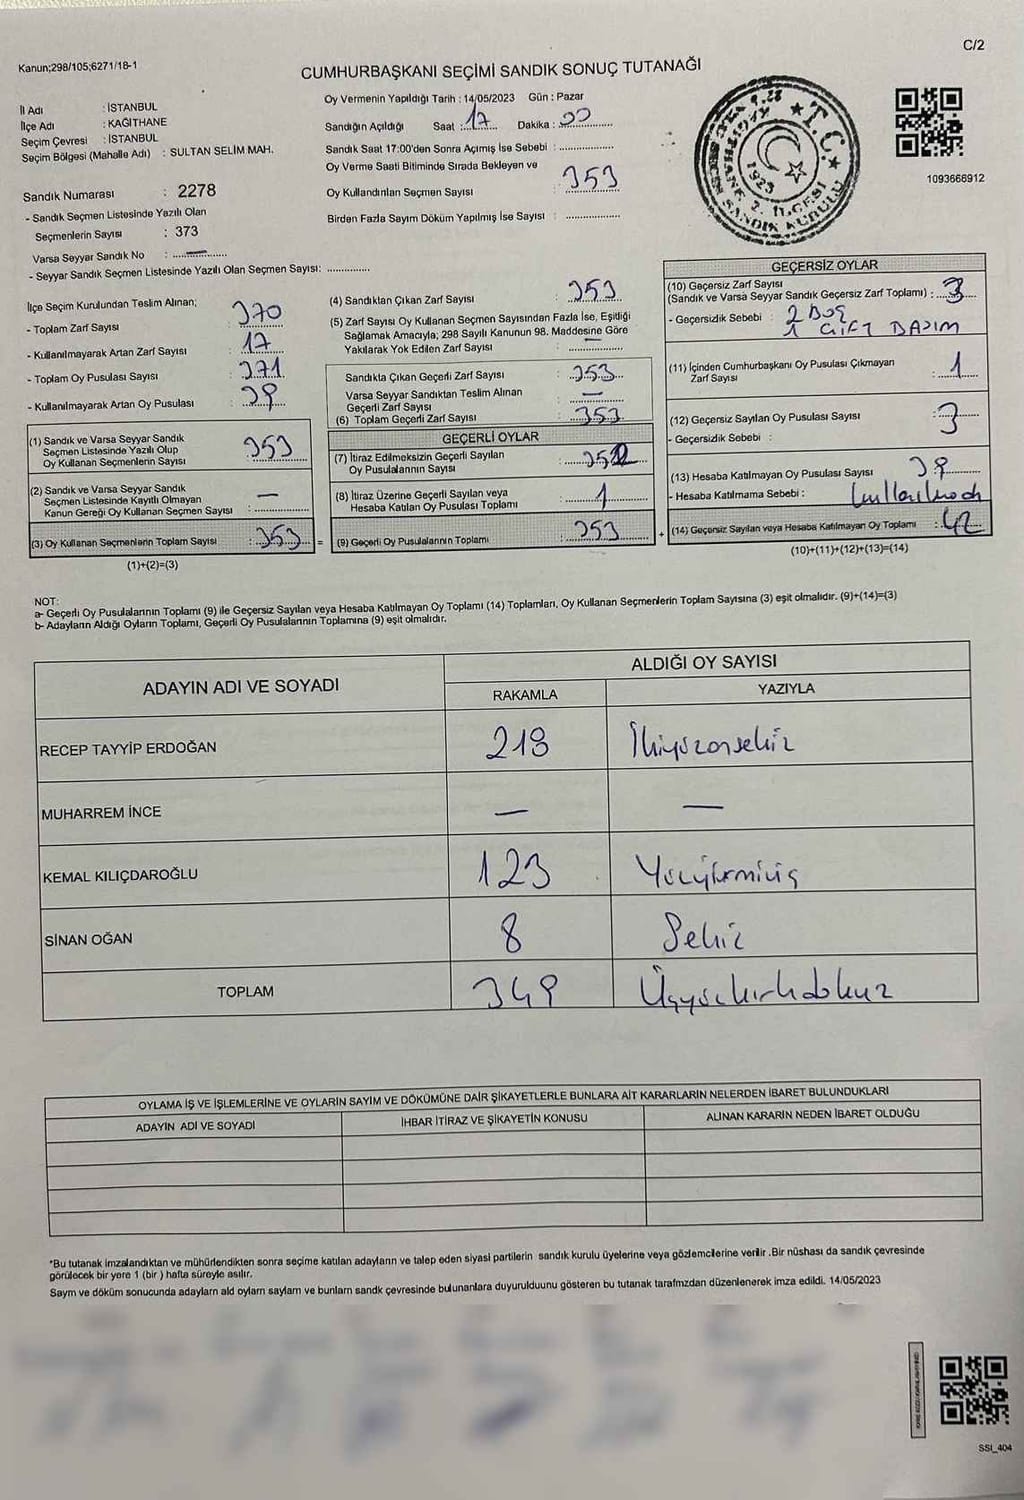 C/2
Kanun;298/105;6271/18-1
CUMHURBAŞKANI SEÇİMİ SANDIK SONUÇ TUTANAĞI
İl Adı : İSTANBUL
İlçe Adı : KAĞITHANE
Seçim Çevresi : İSTANBUL
Seçim Bölgesi (Mahalle Adı) : SULTAN SELİM MAH.
Sandık Numarası : 2278
- Sandık Seçmen Listesinde Yazılı Olan
Seçmenlerin Sayısı : 373
Varsa Seyyar Sandık No : —
- Seyyar Sandık Seçmen Listesinde Yazılı Olan Seçmen Sayısı: ..............
Oy Vermenin Yapıldığı Tarih : 14/05/2023 Gün : Pazar
Sandığın Açıldığı Saat : 17 Dakika : 00
Sandık Saat 17:00'den Sonra Açımış İse Sebebi : ..............
Oy Verme Saati Bitiminde Sırada Bekleyen ve
Oy Kullandırılan Seçmen Sayısı : 353
Birden Fazla Sayım Döküm Yapılmış İse Sayısı : ..............
T.C.
1923
1093666912
İlçe Seçim Kurulundan Teslim Alınan;
- Toplam Zarf Sayısı : 370
- Kullanılmayarak Artan Zarf Sayısı : 17
- Toplam Oy Pusulası Sayısı : 371
- Kullanılmayarak Artan Oy Pusulası : 38
(1) Sandık ve Varsa Seyyar Sandık
Seçmen Listesinde Yazılı Olup
Oy Kullanan Seçmenlerin Sayısı : 353
(2) Sandık ve Varsa Seyyar Sandık
Seçmen Listesinde Kayıtlı Olmayan
Kanun Gereği Oy Kullanan Seçmen Sayısı : —
(3) Oy Kullanan Seçmenlerin Toplam Sayısı : 353 =
(1)+(2)=(3)
(4) Sandıktan Çıkan Zarf Sayısı : 353
(5) Zarf Sayısı Oy Kullanan Seçmen Sayısından Fazla İse, Eşitliği
Sağlamak Amacıyla; 298 Sayılı Kanunun 98. Maddesine Göre
Yakılarak Yok Edilen Zarf Sayısı : —
Sandıkta Çıkan Geçerli Zarf Sayısı : 353
Varsa Seyyar Sandıktan Teslim Alınan
Geçerli Zarf Sayısı : —
(6) Toplam Geçerli Zarf Sayısı : 353
GEÇERLİ OYLAR
(7) İtiraz Edilmeksizin Geçerli Sayılan
Oy Pusulalarının Sayısı : 352
(8) İtiraz Üzerine Geçerli Sayılan veya
Hesaba Katılan Oy Pusulası Toplamı : 1
(9) Geçerli Oy Pusulalarının Toplamı : 353 +
GEÇERSİZ OYLAR
(10) Geçersiz Zarf Sayısı
(Sandık ve Varsa Seyyar Sandık Geçersiz Zarf Toplamı) : 3
- Geçersizlik Sebebi : 2 BOŞ
1 ÇİFT BASIM
(11) İçinden Cumhurbaşkanı Oy Pusulası Çıkmayan
Zarf Sayısı : 1
(12) Geçersiz Sayılan Oy Pusulası Sayısı : 3
- Geçersizlik Sebebi :
(13) Hesaba Katılmayan Oy Pusulası Sayısı : 38
- Hesaba Katılmama Sebebi : kullanılmadı
(14) Geçersiz Sayılan veya Hesaba Katılmayan Oy Toplamı : 42
(10)+(11)+(12)+(13)=(14)
NOT:
a- Geçerli Oy Pusulalarının Toplamı (9) ile Geçersiz Sayılan veya Hesaba Katılmayan Oy Toplamı (14) Toplamları, Oy Kullanan Seçmenlerin Toplam Sayısına (3) eşit olmalıdır. (9)+(14)=(3)
b- Adayların Aldığı Oyların Toplamı, Geçerli Oy Pusulalarının Toplamına (9) eşit olmalıdır.
ADAYIN ADI VE SOYADI
ALDIĞI OY SAYISI
RAKAMLA YAZIYLA
RECEP TAYYİP ERDOĞAN 218 İkiyüzonsekiz
MUHARREM İNCE — —
KEMAL KILIÇDAROĞLU 123 Yüzyirmiüç
SİNAN OĞAN 8 Sekiz
TOPLAM 349 Üçyüzkırkdokuz
OYLAMA İŞ VE İŞLEMLERİNE VE OYLARIN SAYIM VE DÖKÜMÜNE DAİR ŞİKAYETLERLE BUNLARA AİT KARARLARIN NELERDEN İBARET BULUNDUKLARI
ADAYIN ADI VE SOYADI İHBAR İTİRAZ VE ŞİKAYETİN KONUSU ALINAN KARARIN NEDEN İBARET OLDUĞU
*Bu tutanak imzalandıktan ve mühürlendikten sonra seçime katılan adayların ve talep eden siyasi partilerin sandık kurulu üyelerine veya gözlemcilerine verilir .Bir nüshası da sandık çevresinde
görülecek bir yere 1 (bir ) hafta süreyle asılır.
Saym ve döküm sonucunda adayların ald oyların saylam ve bunların sandk çevresinde bulunanlara duyurulduunu gösteren bu tutanak tarafmzdan düzenlenerek imza edildi. 14/05/2023
SSI_404